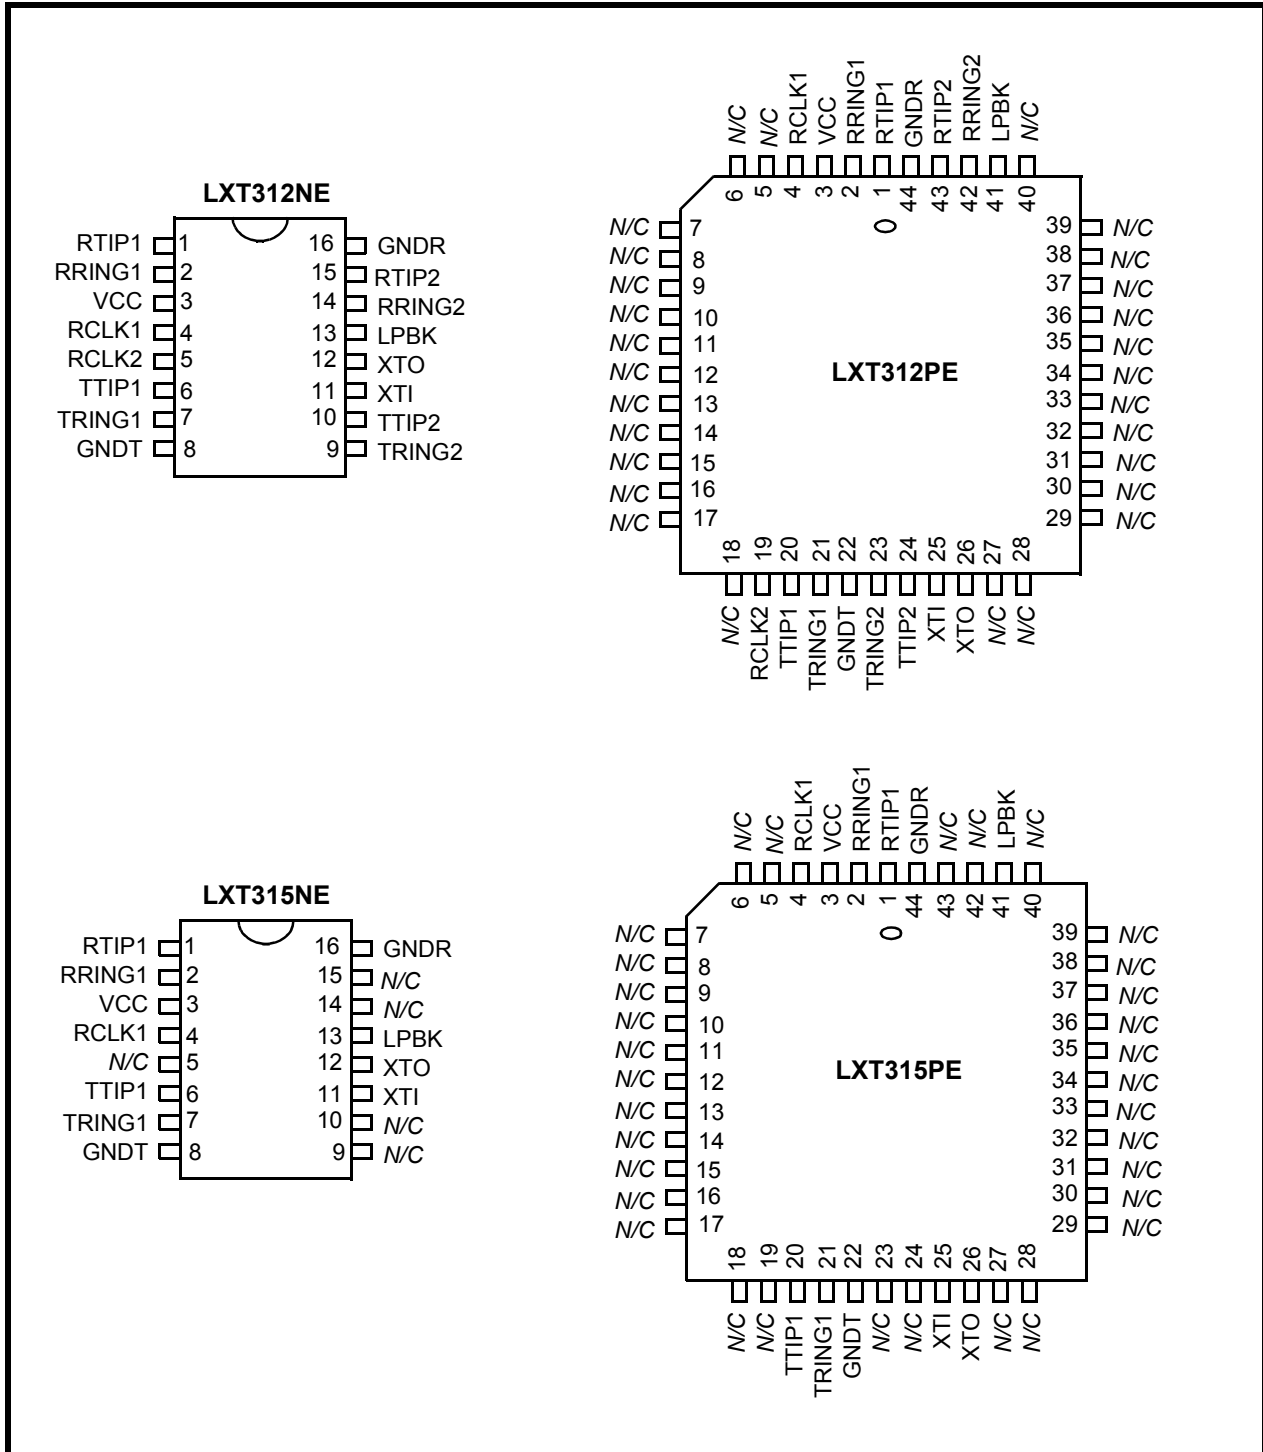 LXT312NE
RTIP1 1 16 GNDR
RRING1 2 15 RTIP2
VCC 3 14 RRING2
RCLK1 4 13 LPBK
RCLK2 5 12 XTO
TTIP1 6 11 XTI
TRING1 7 10 TTIP2
GNDT 8 9 TRING2
N/C N/C RCLK1 VCC RRING1 RTIP1 GNDR RTIP2 RRING2 LPBK N/C
6 5 4 3 2 1 44 43 42 41 40
N/C 7 39 N/C
N/C 8 38 N/C
N/C 9 37 N/C
N/C 10 36 N/C
N/C 11 35 N/C
N/C 12 34 N/C
LXT312PE
N/C 13 33 N/C
N/C 14 32 N/C
N/C 15 31 N/C
N/C 16 30 N/C
N/C 17 29 N/C
18 19 20 21 22 23 24 25 26 27 28
N/C RCLK2 TTIP1 TRING1 GNDT TRING2 TTIP2 XTI XTO N/C N/C
LXT315NE
RTIP1 1 16 GNDR
RRING1 2 15 N/C
VCC 3 14 N/C
RCLK1 4 13 LPBK
N/C 5 12 XTO
TTIP1 6 11 XTI
TRING1 7 10 N/C
GNDT 8 9 N/C
N/C N/C RCLK1 VCC RRING1 RTIP1 GNDR N/C N/C LPBK N/C
6 5 4 3 2 1 44 43 42 41 40
N/C 7 39 N/C
N/C 8 38 N/C
N/C 9 37 N/C
N/C 10 36 N/C
N/C 11 35 N/C
LXT315PE
N/C 12 34 N/C
N/C 13 33 N/C
N/C 14 32 N/C
N/C 15 31 N/C
N/C 16 30 N/C
N/C 17 29 N/C
18 19 20 21 22 23 24 25 26 27 28
N/C N/C TTIP1 TRING1 GNDT N/C N/C XTI XTO N/C N/C